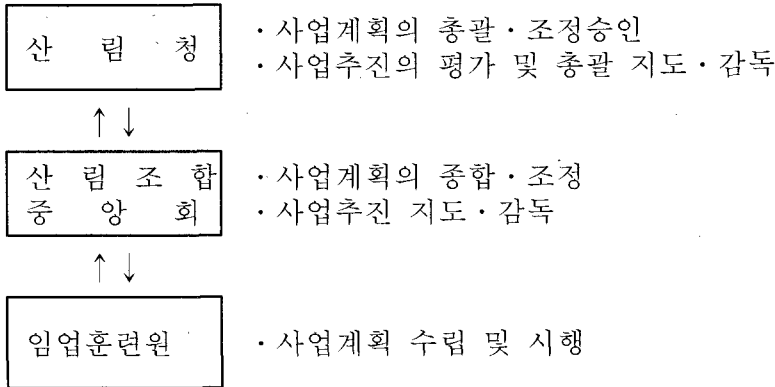 산 림 청
· 사업계획의 총괄 · 조정승인
· 사업추진의 평가 및 총괄 지도 · 감독
↑ ↓
산 림 조 합
중 앙 회
· 사업계획의 종합 · 조정
· 사업추진 지도 · 감독
↑ ↓
임업훈련원
· 사업계획 수립 및 시행